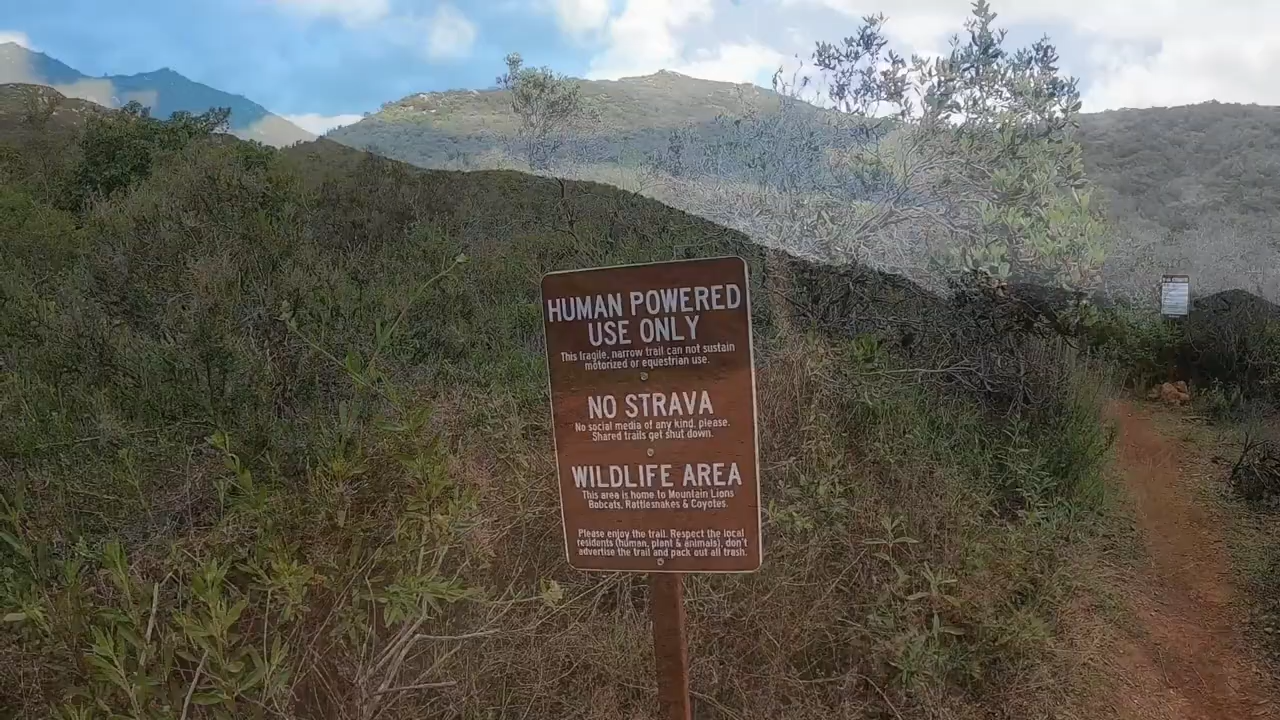 HUMAN POWERED
USE ONLY
This fragile, narrow trail can not sustain
motorized or equestrian use.
NO STRAVA
No social media of any kind, please.
Shared trails get shut down.
WILDLIFE AREA
This area is home to Mountain Lions
Bobcats, Rattlesnakes & Coyotes.
Please enjoy the trail. Respect the local
residents (human, plant & animals), don't
advertise the trail and pack out all trash.